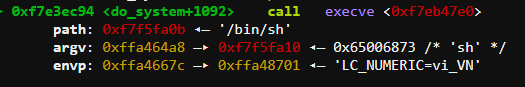 ► 0xf7e3ec94 <do_system+1092> call execve <0xf7eb47e0>
path: 0xf7f5fa0b ◂— '/bin/sh'
argv: 0xffa464a8 —▸ 0xf7f5fa10 ◂— 0x65006873 /* 'sh' */
envp: 0xffa4667c —▸ 0xffa48701 ◂— 'LC_NUMERIC=vi_VN'